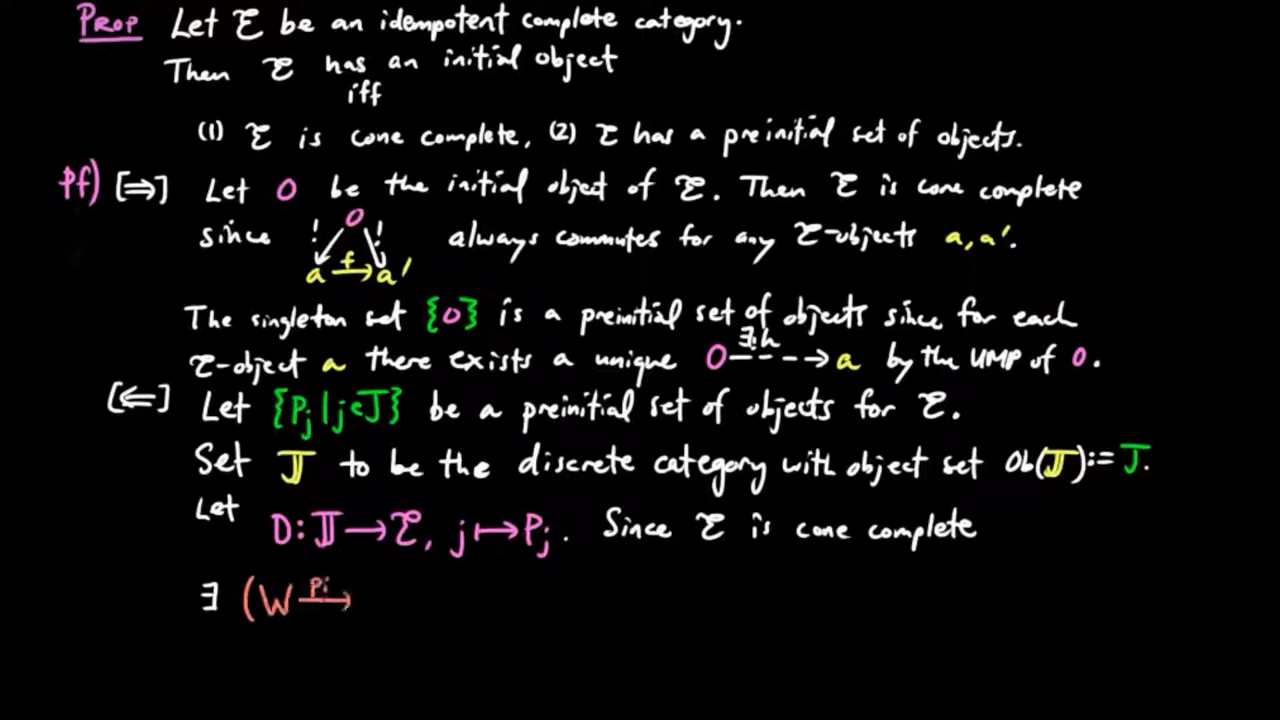 Prop Let 𝓔 be an idempotent complete category.
Then 𝓔 has an initial object
iff
(1) 𝓔 is cone complete, (2) 𝓔 has a preinitial set of objects.
Pf) [⇒] Let 0 be the initial object of 𝓔. Then 𝓔 is cone complete
0
since ! ! always commutes for any 𝓔-objects a, a'.
a f→ a'
The singleton set {0} is a preinitial set of objects since for each
∃!h
𝓔-object a there exists a unique 0 ---→ a by the UMP of 0.
[⇐] Let {P_j | j∈J} be a preinitial set of objects for 𝓔.
Set 𝕁 to be the discrete category with object set Ob(𝕁) := J.
Let D: 𝕁 → 𝓔, j ↦ P_j. Since 𝓔 is cone complete
∃ (W pi→